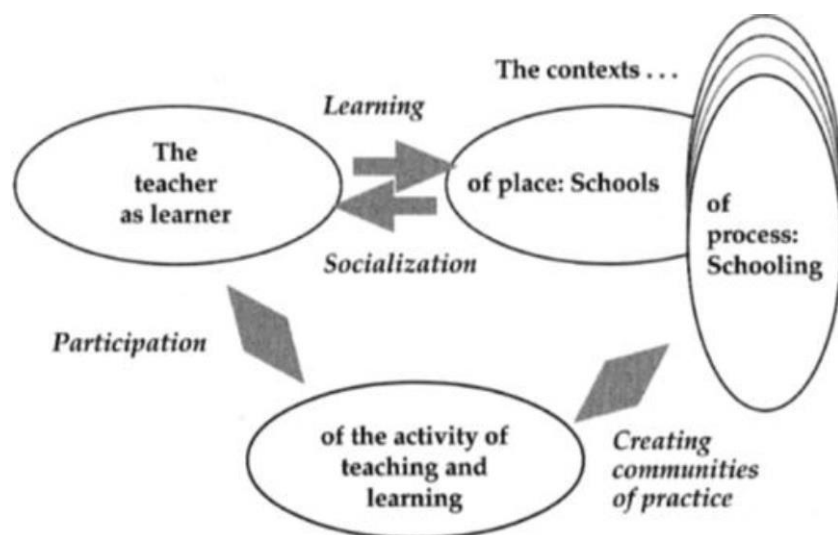 The contexts . . .
Learning
The
teacher
as learner
of place: Schools
of
process:
Schooling
Socialization
Participation
of the activity of
teaching and
learning
Creating
communities
of practice